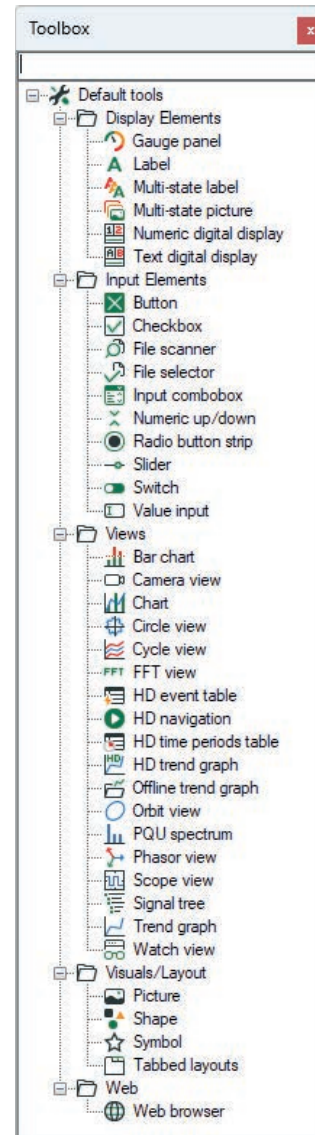 Toolbox
x
Default tools
Display Elements
Gauge panel
A Label
Multi-state label
Multi-state picture
Numeric digital display
Text digital display
Input Elements
Button
Checkbox
File scanner
File selector
Input combobox
Numeric up/down
Radio button strip
Slider
Switch
Value input
Views
Bar chart
Camera view
Chart
Circle view
Cycle view
FFT FFT view
HD event table
HD navigation
HD time periods table
HD HD trend graph
Offline trend graph
Orbit view
PQU spectrum
Phasor view
Scope view
Signal tree
Trend graph
Watch view
Visuals/Layout
Picture
Shape
Symbol
Tabbed layouts
Web
Web browser